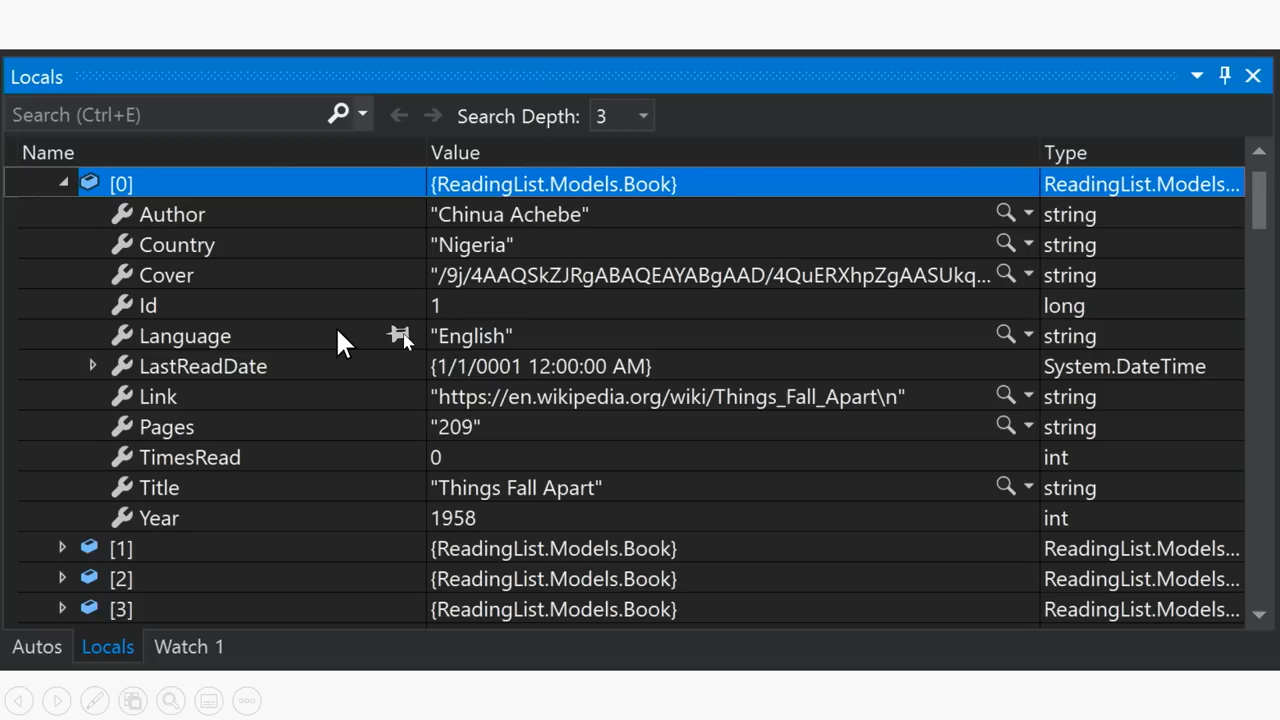 Locals
Search (Ctrl+E) Search Depth: 3
Name Value Type
[0] {ReadingList.Models.Book} ReadingList.Models...
Author "Chinua Achebe" string
Country "Nigeria" string
Cover "/9j/4AAQSkZJRgABAQEAYABgAAD/4QuERXhpZgAASUkq... string
Id 1 long
Language "English" string
LastReadDate {1/1/0001 12:00:00 AM} System.DateTime
Link "https://en.wikipedia.org/wiki/Things_Fall_Apart\n" string
Pages "209" string
TimesRead 0 int
Title "Things Fall Apart" string
Year 1958 int
[1] {ReadingList.Models.Book} ReadingList.Models...
[2] {ReadingList.Models.Book} ReadingList.Models...
[3] {ReadingList.Models.Book} ReadingList.Models...
Autos Locals Watch 1